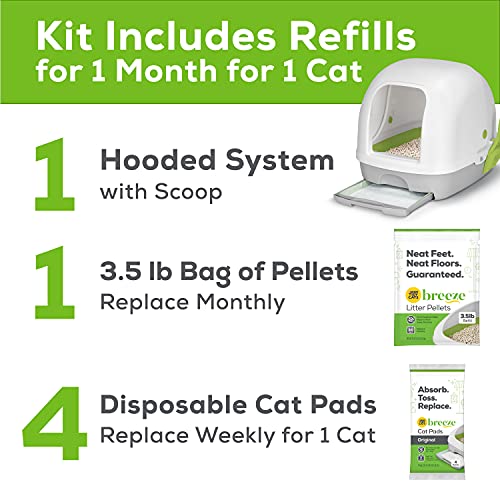 Kit Includes Refills
for 1 Month for 1 Cat
1
Hooded System
with Scoop
1
3.5 lb Bag of Pellets
Replace Monthly
Neat Feet.
Neat Floors.
Guaranteed.
breeze
Litter Pellets
3.5lb
4
Disposable Cat Pads
Replace Weekly for 1 Cat
Absorb.
Toss.
Replace.
breeze
Cat Pads
Original